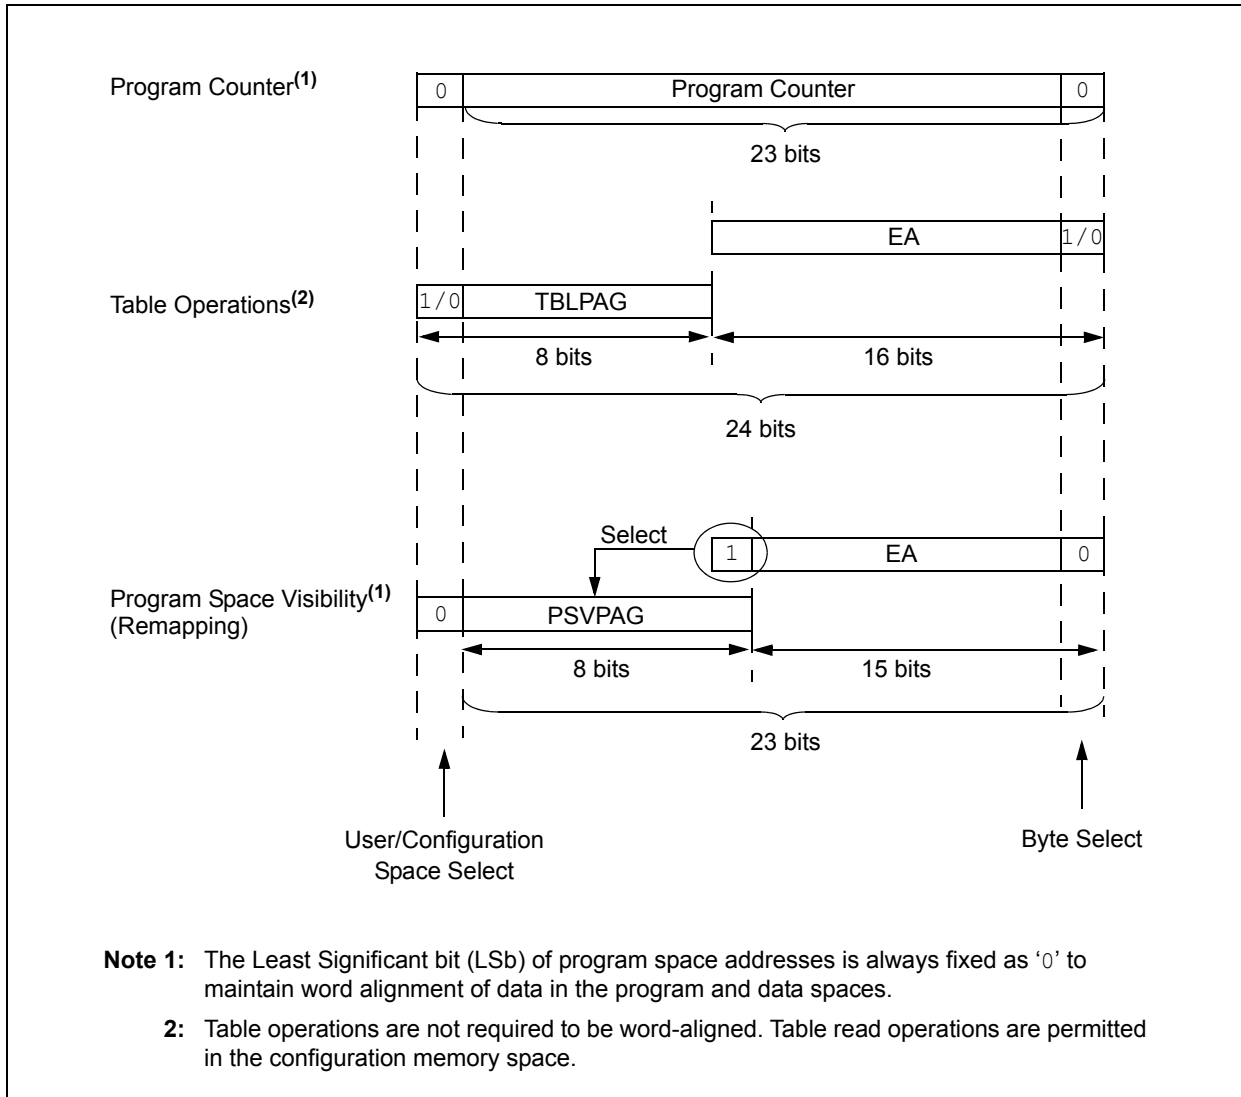 Program Counter(1)
0
Program Counter
0
23 bits
EA
1/0
Table Operations(2)
1/0
TBLPAG
8 bits
16 bits
24 bits
Select
1
EA
0
Program Space Visibility(1)
(Remapping)
0
PSVPAG
8 bits
15 bits
23 bits
User/Configuration
Space Select
Byte Select
Note 1: The Least Significant bit (LSb) of program space addresses is always fixed as ‘0’ to
maintain word alignment of data in the program and data spaces.
2: Table operations are not required to be word-aligned. Table read operations are permitted
in the configuration memory space.